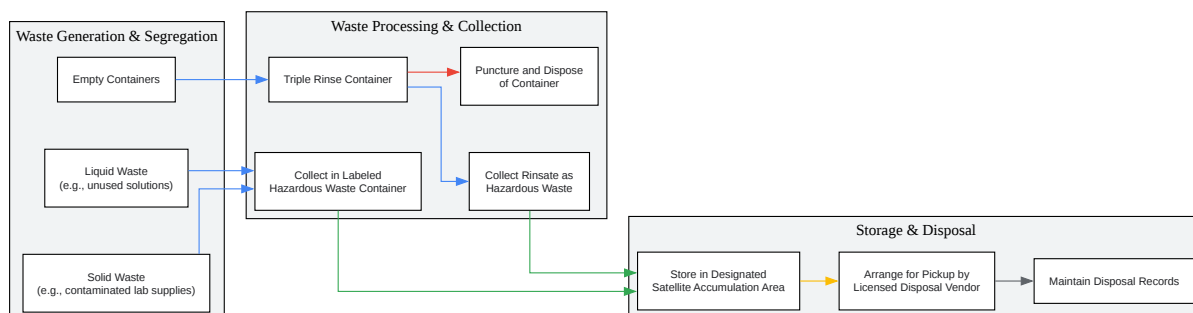 Waste Generation & Segregation
Empty Containers
Liquid Waste
(e.g., unused solutions)
Solid Waste
(e.g., contaminated lab supplies)
Waste Processing & Collection
Triple Rinse Container
Puncture and Dispose
of Container
Collect in Labeled
Hazardous Waste Container
Collect Rinsate as
Hazardous Waste
Storage & Disposal
Store in Designated
Satellite Accumulation Area
Arrange for Pickup by
Licensed Disposal Vendor
Maintain Disposal Records